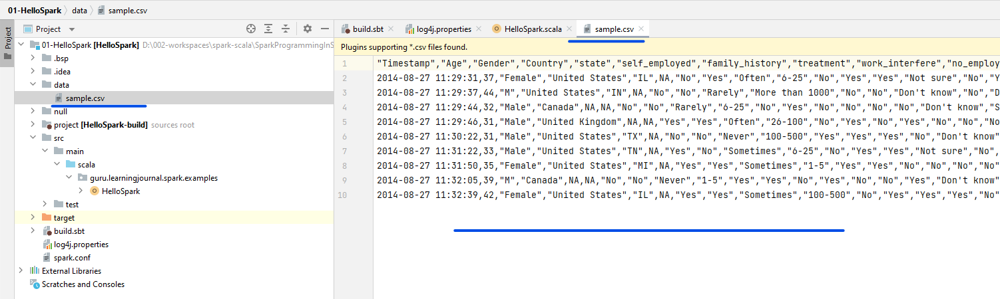 01-HelloSpark data sample.csv
Project
Project
01-HelloSpark [HelloSpark] D:\002-workspaces\spark-scala\SparkProgrammingInS
.bsp
.idea
data
sample.csv
null
project [HelloSpark-build] sources root
src
main
scala
guru.learningjournal.spark.examples
HelloSpark
test
target
build.sbt
log4j.properties
spark.conf
External Libraries
Scratches and Consoles
build.sbt log4j.properties HelloSpark.scala sample.csv
Plugins supporting *.csv files found.
1 "Timestamp","Age","Gender","Country","state","self_employed","family_history","treatment","work_interfere","no_employ
2 2014-08-27 11:29:31,37,"Female","United States","IL",NA,"No","Yes","Often","6-25","No","Yes","Yes","Not sure","No","Y
3 2014-08-27 11:29:37,44,"M","United States","IN",NA,"No","No","Rarely","More than 1000","No","No","Don't know","No","D
4 2014-08-27 11:29:44,32,"Male","Canada",NA,NA,"No","No","Rarely","6-25","No","Yes","No","No","No","No","Don't know","S
5 2014-08-27 11:29:46,31,"Male","United Kingdom",NA,NA,"Yes","Yes","Often","26-100","No","Yes","No","Yes","No","No","No
6 2014-08-27 11:30:22,31,"Male","United States","TX",NA,"No","No","Never","100-500","Yes","Yes","Yes","No","Don't know"
7 2014-08-27 11:31:22,33,"Male","United States","TN",NA,"Yes","No","Sometimes","6-25","No","Yes","Yes","Not sure","No",
8 2014-08-27 11:31:50,35,"Female","United States","MI",NA,"Yes","Yes","Sometimes","1-5","Yes","Yes","No","No","No","No"
9 2014-08-27 11:32:05,39,"M","Canada",NA,NA,"No","No","Never","1-5","Yes","Yes","No","Yes","No","No","Yes","Don't know"
10 2014-08-27 11:32:39,42,"Female","United States","IL",NA,"Yes","Yes","Sometimes","100-500","No","Yes","Yes","Yes","No"